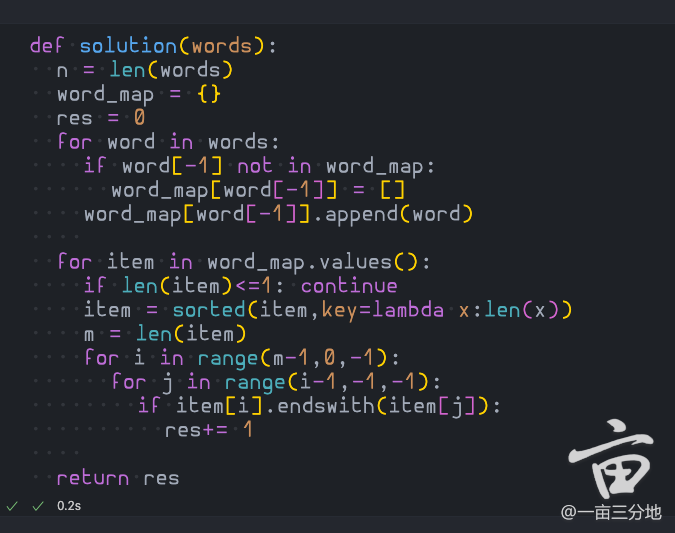 def solution(words):
  n = len(words)
  word_map = {}
  res = 0
  for word in words:
    if word[-1] not in word_map:
      word_map[word[-1]] = []
    word_map[word[-1]].append(word)
  for item in word_map.values():
    if len(item)<=1: continue
    item = sorted(item,key=lambda x:len(x))
    m = len(item)
    for i in range(m-1,0,-1):
      for j in range(i-1,-1,-1):
        if item[i].endswith(item[j]):
          res+= 1
  return res
0.2s
亩
@一亩三分地